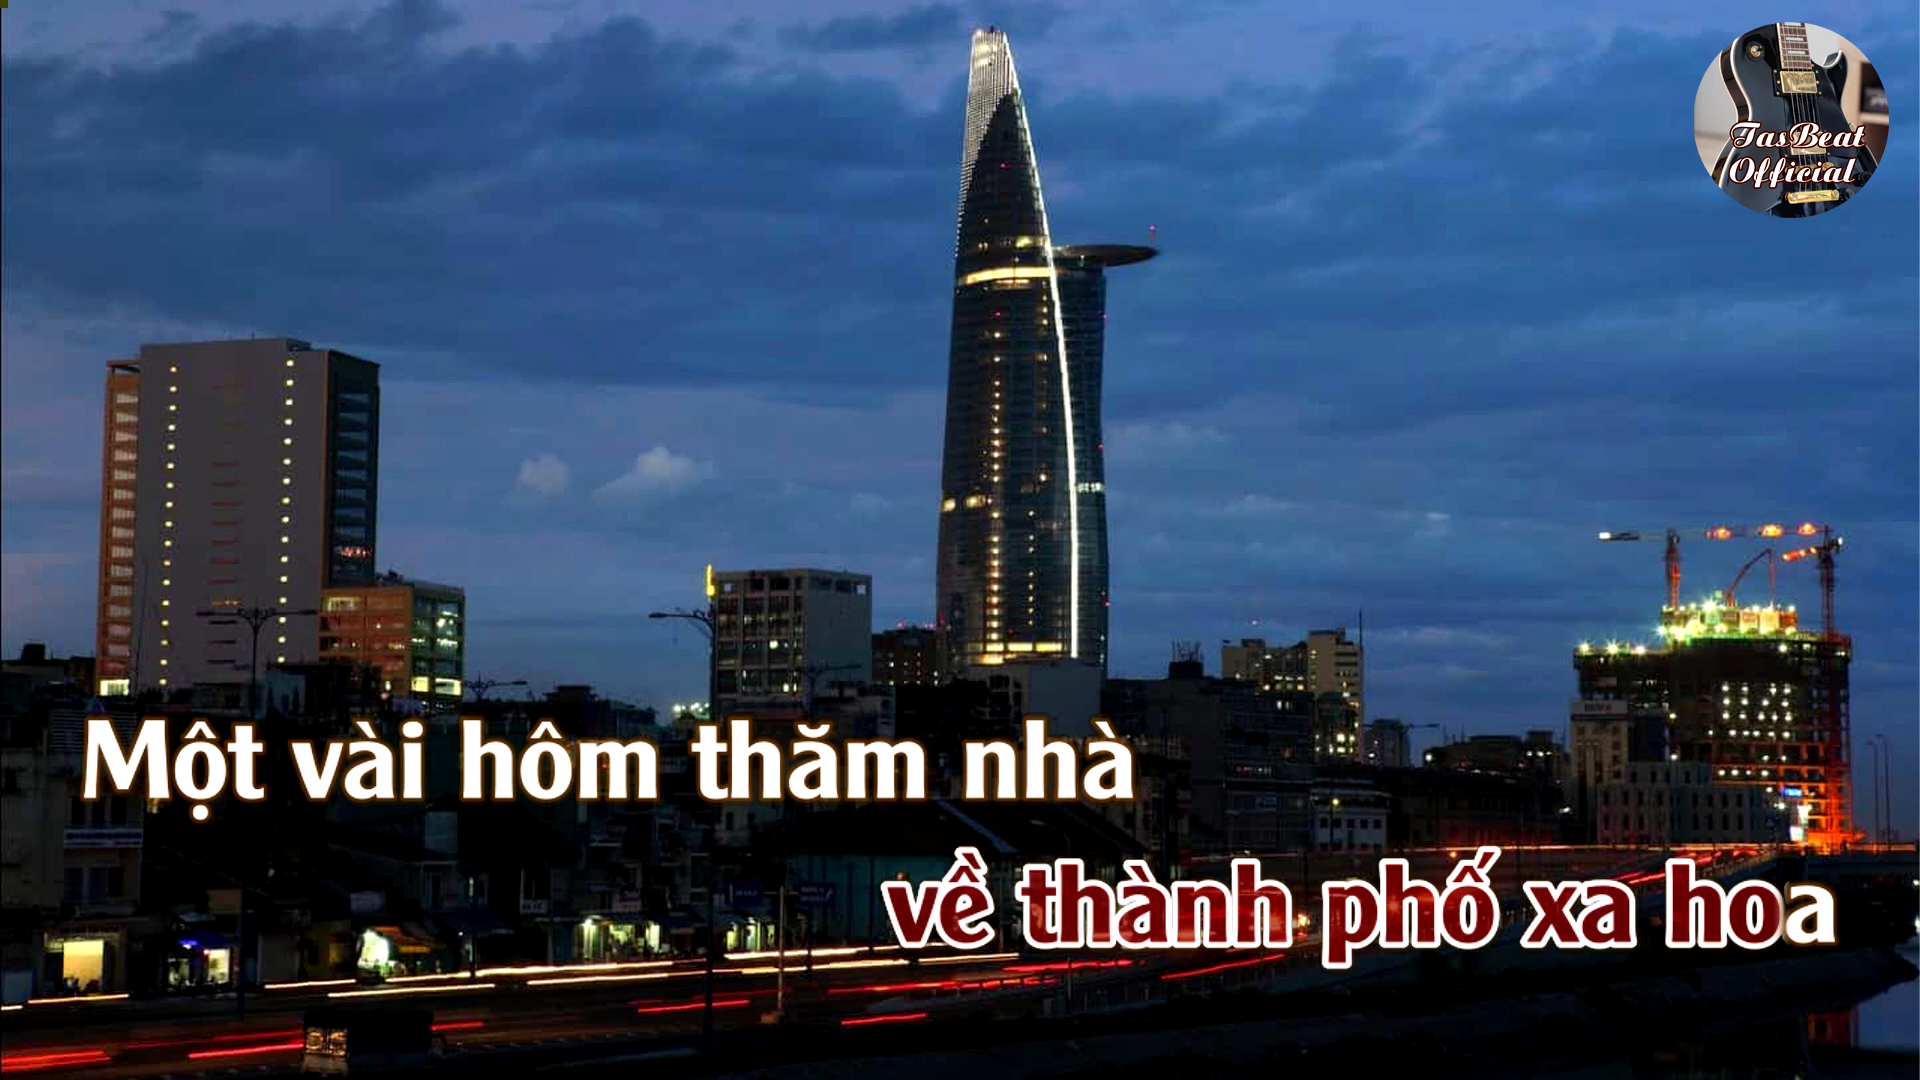 TasBeat
Official
Một vài hôm thăm nhà
về thành phố xa hoa